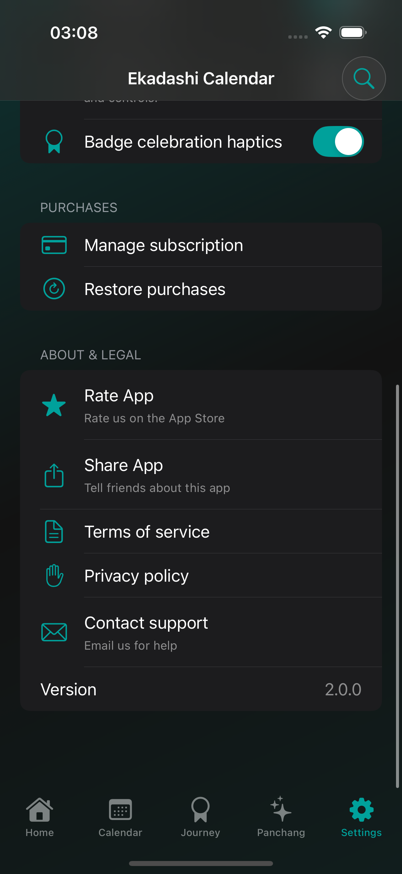 03:08
Ekadashi Calendar
and controls.
Badge celebration haptics
PURCHASES
Manage subscription
Restore purchases
ABOUT & LEGAL
Rate App
Rate us on the App Store
Share App
Tell friends about this app
Terms of service
Privacy policy
Contact support
Email us for help
Version 2.0.0
Home Calendar Journey Panchang Settings